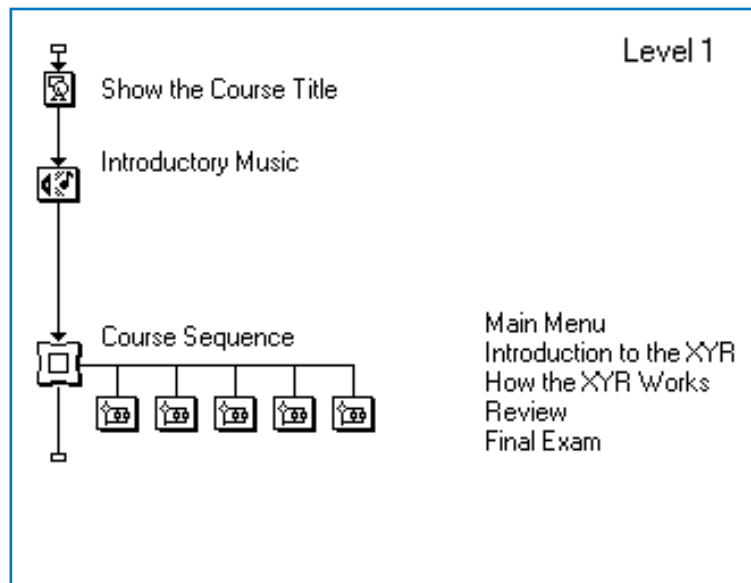 Level 1
Show the Course Title
Introductory Music
Course Sequence
Main Menu
Introduction to the XYR
How the XYR Works
Review
Final Exam